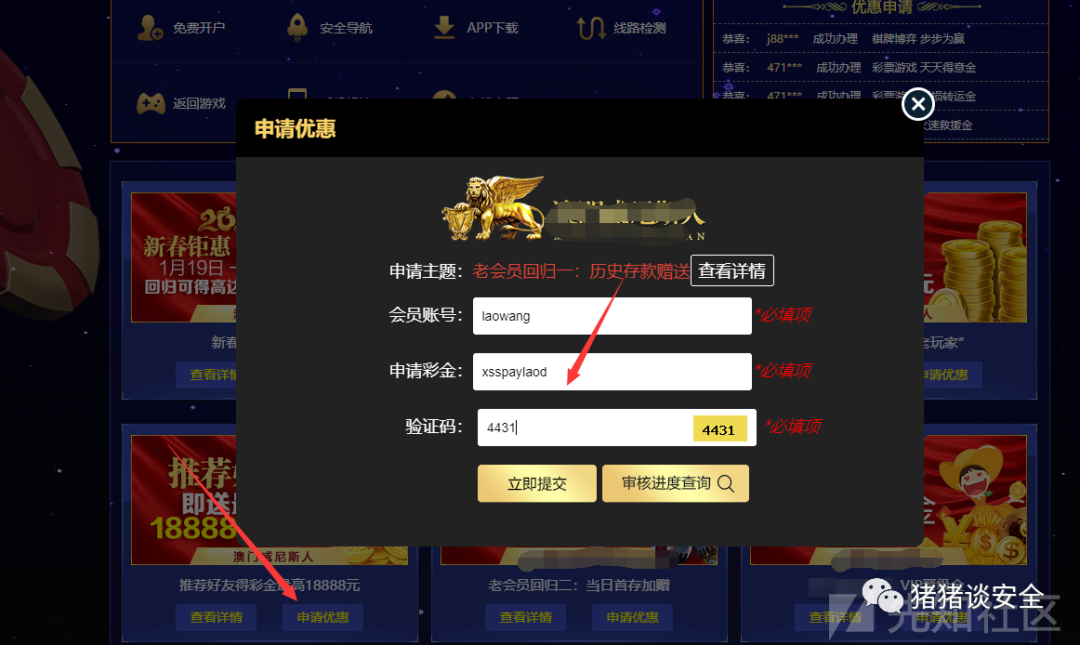 免费开户
安全导航
APP下载
线路检测
优惠申请
恭喜: j88*** 成功办理 棋牌博弈 步步为赢
恭喜: 471*** 成功办理 彩票游戏 天天得意金
恭喜: 471*** 成功办理 彩票游 损转运金
返回游戏
速救援金
申请优惠
申请主题: 老会员回归一: 历史存款赠送 查看详情
会员账号: laowang *必填项
申请彩金: xsspaylaod *必填项
验证码: 4431 4431 *必填项
立即提交 审核进度查询
新春钜惠
1月19日
回归可得高达
元
新春
老玩家"
查看详情
申请优惠
推荐好
即送
18888
澳门威尼斯人
推荐好友得彩金最高18888元
老会员回归二: 当日首存加赠
查看详情 申请优惠
查看详情 申请优惠
查看详情 申请优惠
猪猪谈安全
先知社区